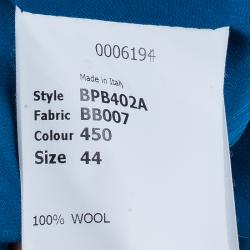 0006194
Made in Italy
Style BPB402A
Fabric BB007
Colour 450
Size 44
100% WOOL